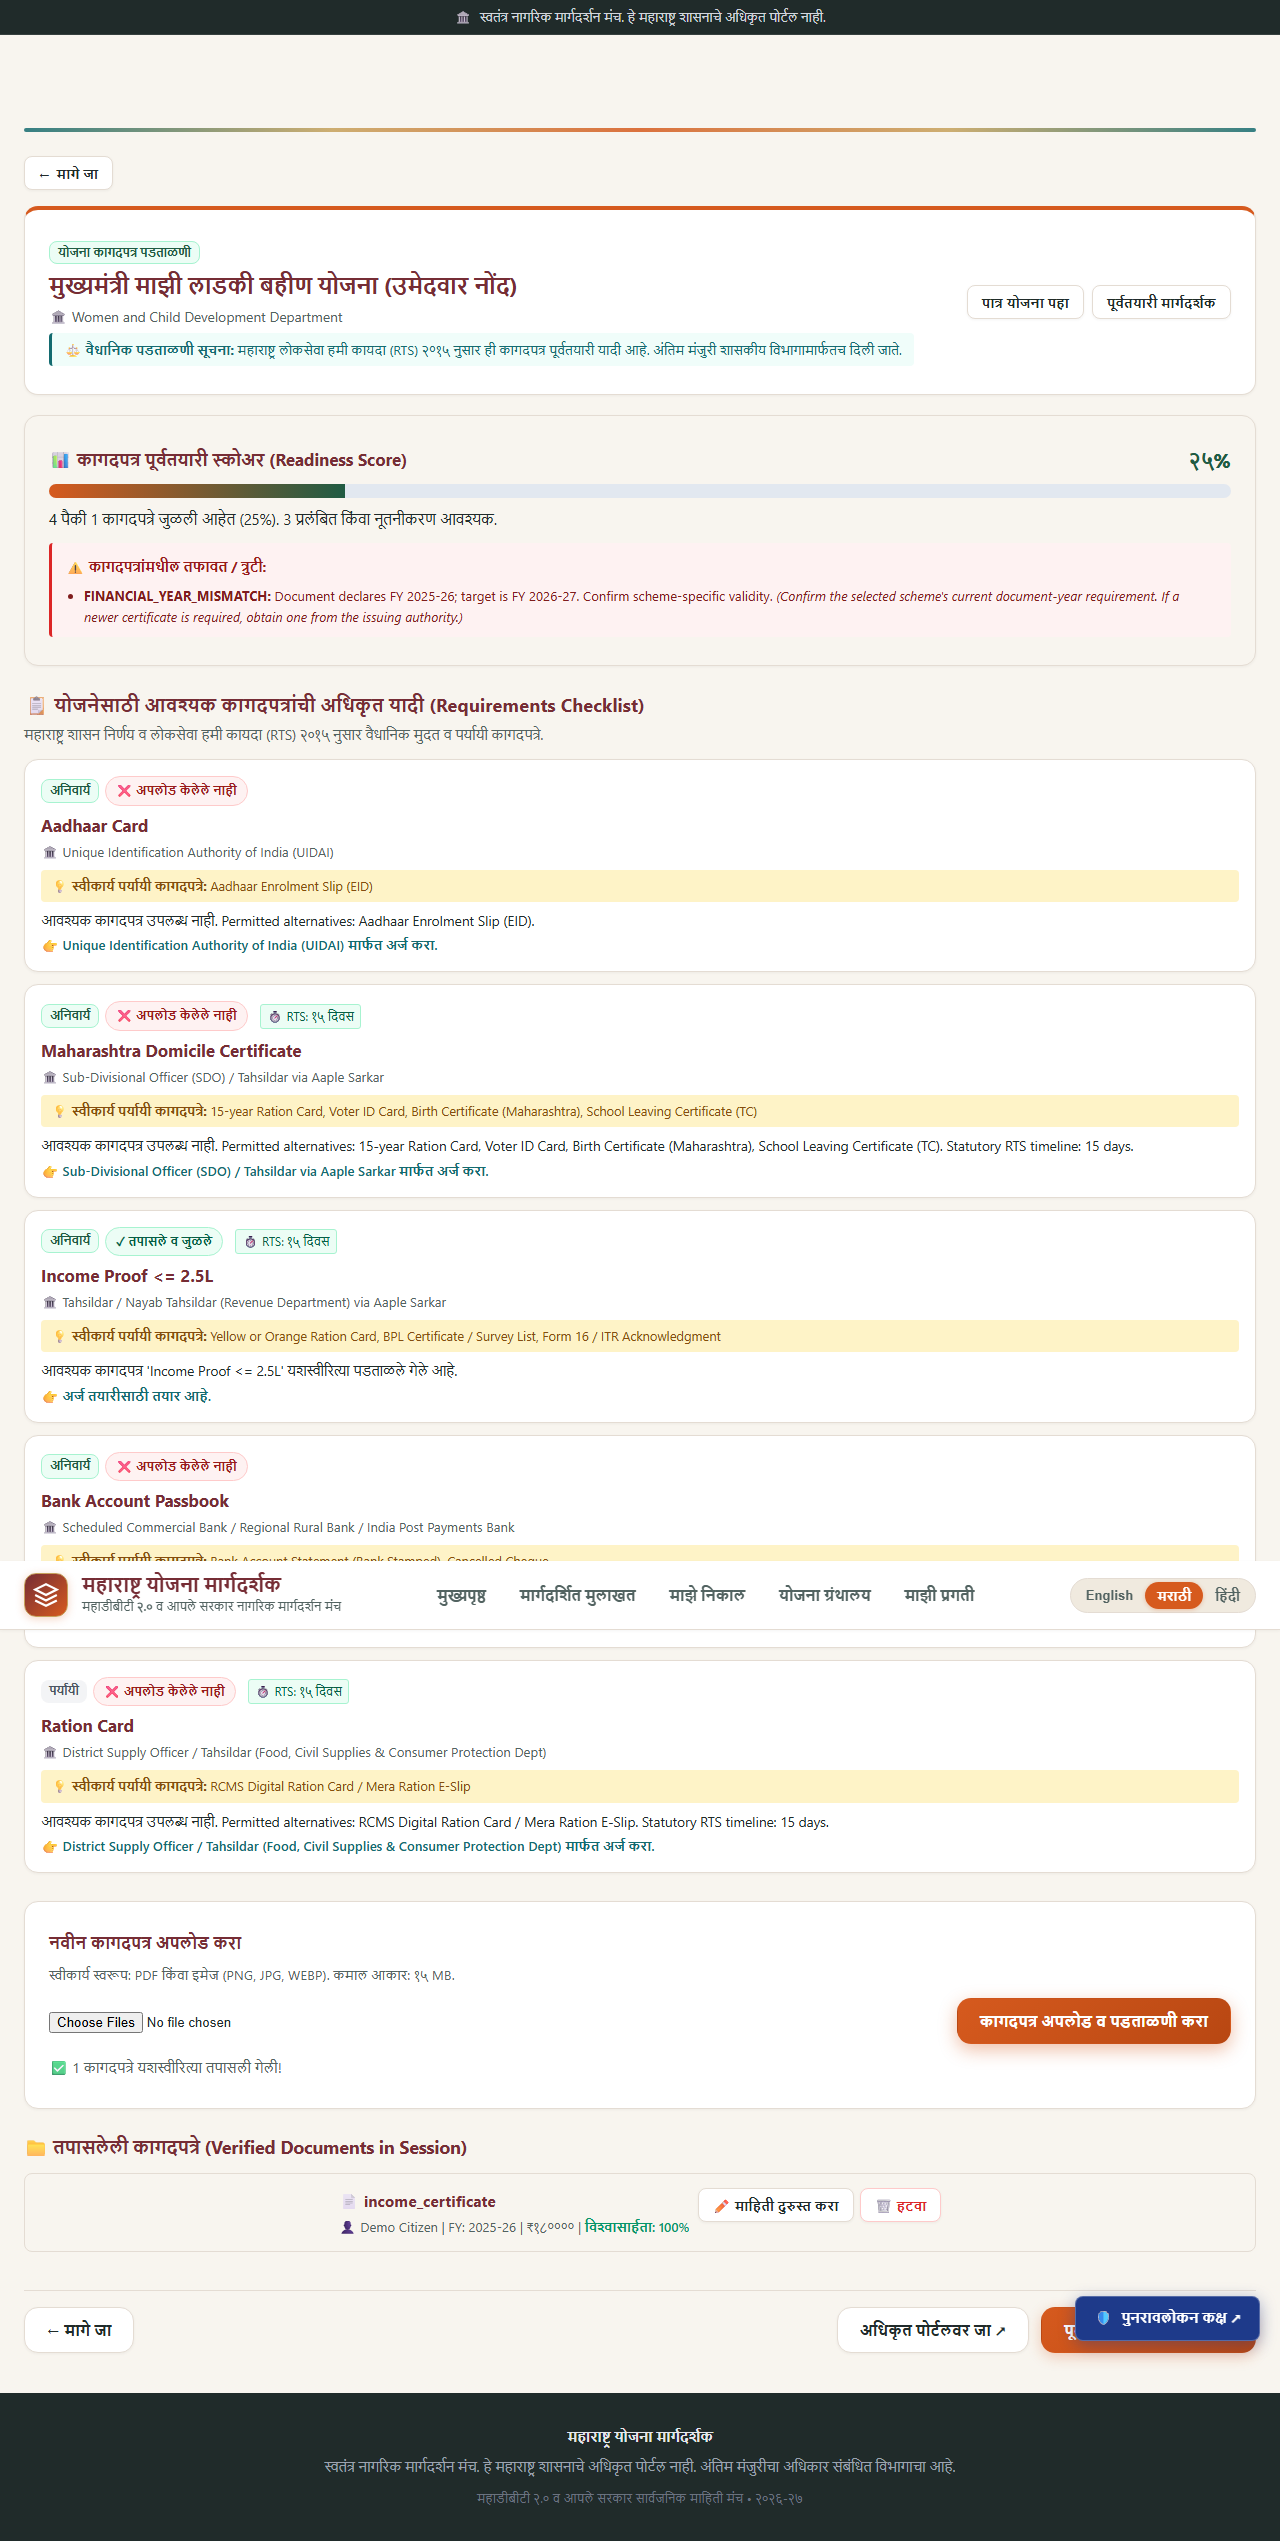 स्वतंत्र नागरिक मार्गदर्शन मंच. हे महाराष्ट्र शासनाचे अधिकृत पोर्टल नाही.
← मागे जा
योजना कागदपत्र पडताळणी
मुख्यमंत्री माझी लाडकी बहीण योजना (उमेदवार नोंद)
Women and Child Development Department
वैधानिक पडताळणी सूचना: महाराष्ट्र लोकसेवा हमी कायदा (RTS) २०१५ नुसार ही कागदपत्र पूर्वतयारी यादी आहे. अंतिम मंजुरी शासकीय विभागामार्फतच दिली जाते.
पात्र योजना पहा
पूर्वतयारी मार्गदर्शक
कागदपत्र पूर्वतयारी स्कोअर (Readiness Score)
२५%
4 पैकी 1 कागदपत्रे जुळली आहेत (25%). 3 प्रलंबित किंवा नूतनीकरण आवश्यक.
कागदपत्रांमधील तफावत / त्रुटी:
• FINANCIAL_YEAR_MISMATCH: Document declares FY 2025-26; target is FY 2026-27. Confirm scheme-specific validity. (Confirm the selected scheme's current document-year requirement. If a
newer certificate is required, obtain one from the issuing authority.)
योजनेसाठी आवश्यक कागदपत्रांची अधिकृत यादी (Requirements Checklist)
महाराष्ट्र शासन निर्णय व लोकसेवा हमी कायदा (RTS) २०१५ नुसार वैधानिक मुदत व पर्यायी कागदपत्रे.
अनिवार्य ❌ अपलोड केलेले नाही
Aadhaar Card
Unique Identification Authority of India (UIDAI)
स्वीकार्य पर्यायी कागदपत्रे: Aadhaar Enrolment Slip (EID)
आवश्यक कागदपत्र उपलब्ध नाही. Permitted alternatives: Aadhaar Enrolment Slip (EID).
Unique Identification Authority of India (UIDAI) मार्फत अर्ज करा.
अनिवार्य ❌ अपलोड केलेले नाही RTS: १५ दिवस
Maharashtra Domicile Certificate
Sub-Divisional Officer (SDO) / Tahsildar via Aaple Sarkar
स्वीकार्य पर्यायी कागदपत्रे: 15-year Ration Card, Voter ID Card, Birth Certificate (Maharashtra), School Leaving Certificate (TC)
आवश्यक कागदपत्र उपलब्ध नाही. Permitted alternatives: 15-year Ration Card, Voter ID Card, Birth Certificate (Maharashtra), School Leaving Certificate (TC). Statutory RTS timeline: 15 days.
Sub-Divisional Officer (SDO) / Tahsildar via Aaple Sarkar मार्फत अर्ज करा.
अनिवार्य ✓ तपासले व जुळले RTS: १५ दिवस
Income Proof <= 2.5L
Tahsildar / Nayab Tahsildar (Revenue Department) via Aaple Sarkar
स्वीकार्य पर्यायी कागदपत्रे: Yellow or Orange Ration Card, BPL Certificate / Survey List, Form 16 / ITR Acknowledgment
आवश्यक कागदपत्र 'Income Proof <= 2.5L' यशस्वीरित्या पडताळले गेले आहे.
अर्ज तयारीसाठी तयार आहे.
अनिवार्य ❌ अपलोड केलेले नाही
Bank Account Passbook
Scheduled Commercial Bank / Regional Rural Bank / India Post Payments Bank
स्वीकार्य पर्यायी कागदपत्रे: Bank Account Statement (Bank Stamped), Cancelled Cheque
महाराष्ट्र योजना मार्गदर्शक
महाडीबीटी २.० व आपले सरकार नागरिक मार्गदर्शन मंच
मुख्यपृष्ठ मार्गदर्शित मुलाखत माझे निकाल योजना ग्रंथालय माझी प्रगती
English मराठी हिंदी
पर्यायी ❌ अपलोड केलेले नाही RTS: १५ दिवस
Ration Card
District Supply Officer / Tahsildar (Food, Civil Supplies & Consumer Protection Dept)
स्वीकार्य पर्यायी कागदपत्रे: RCMS Digital Ration Card / Mera Ration E-Slip
आवश्यक कागदपत्र उपलब्ध नाही. Permitted alternatives: RCMS Digital Ration Card / Mera Ration E-Slip. Statutory RTS timeline: 15 days.
District Supply Officer / Tahsildar (Food, Civil Supplies & Consumer Protection Dept) मार्फत अर्ज करा.
नवीन कागदपत्र अपलोड करा
स्वीकार्य स्वरूप: PDF किंवा इमेज (PNG, JPG, WEBP). कमाल आकार: १५ MB.
Choose Files No file chosen
कागदपत्र अपलोड व पडताळणी करा
1 कागदपत्रे यशस्वीरित्या तपासली गेली!
तपासलेली कागदपत्रे (Verified Documents in Session)
income_certificate
Demo Citizen | FY: 2025-26 | ₹१८०००० | विश्वासार्हता: 100%
माहिती दुरुस्त करा
हटवा
← मागे जा
अधिकृत पोर्टलवर जा ↗
पुनरावलोकन कक्ष ↗
महाराष्ट्र योजना मार्गदर्शक
स्वतंत्र नागरिक मार्गदर्शन मंच. हे महाराष्ट्र शासनाचे अधिकृत पोर्टल नाही. अंतिम मंजुरीचा अधिकार संबंधित विभागाचा आहे.
महाडीबीटी २.० व आपले सरकार सार्वजनिक माहिती मंच • २०२६-२७